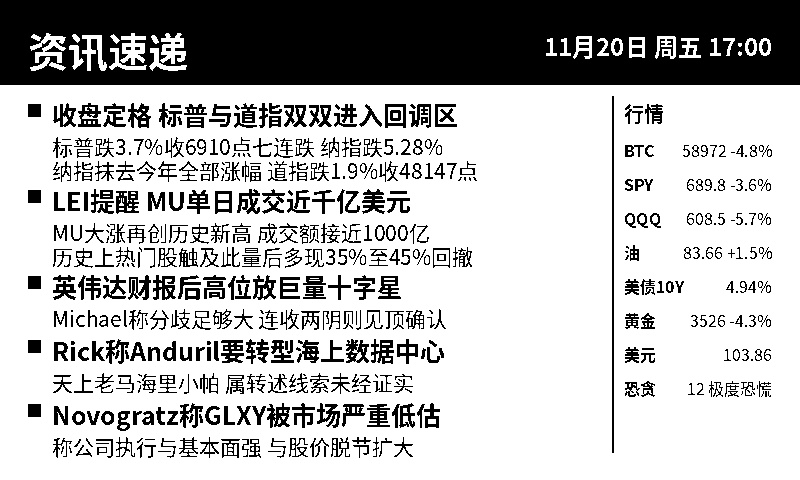 资讯速递
11月20日 周五 17:00
收盘定格 标普与道指双双进入回调区
标普跌3.7%收6910点七连跌 纳指跌5.28%
纳指抹去今年全部涨幅 道指跌1.9%收48147点
LEI提醒 MU单日成交近千亿美元
MU大涨再创历史新高 成交额接近1000亿
历史上热门股触及此量后多现35%至45%回撤
英伟达财报后高位放巨量十字星
Michael称分歧足够大 连收两阴则见顶确认
Rick称Anduril要转型海上数据中心
天上老马海里小帕 属转述线索未经证实
Novogratz称GLXY被市场严重低估
称公司执行与基本面强 与股价脱节扩大
行情
BTC 58972 -4.8%
SPY 689.8 -3.6%
QQQ 608.5 -5.7%
油 83.66 +1.5%
美债10Y 4.94%
黄金 3526 -4.3%
美元 103.86
恐贪 12 极度恐慌